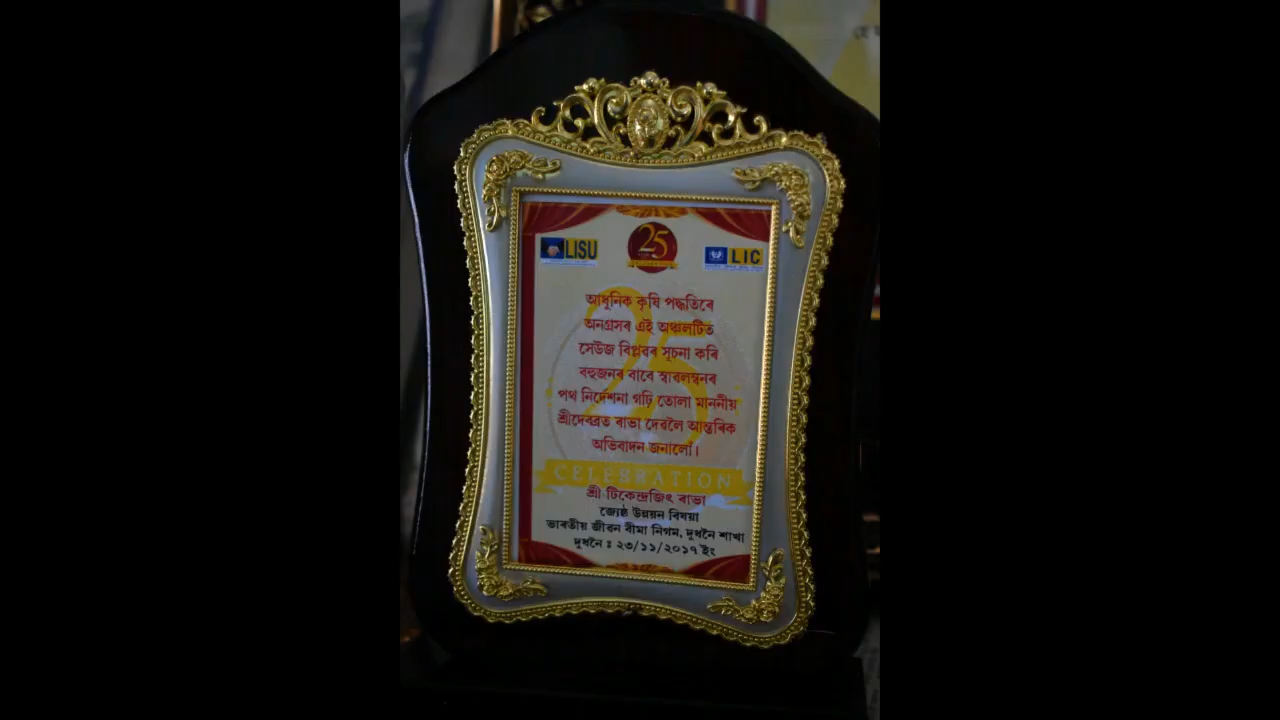 LISU
25
LIC
আধুনিক কৃষি পদ্ধতিৰে
অনগ্ৰসৰ এই অঞ্চলটিত
সেউজ বিপ্লৱৰ সূচনা কৰি
বহুজনৰ বাবে স্বাৱলম্বনৰ
পথ নিৰ্দেশনা গঢ়ি তোলা মাননীয়
শ্ৰীদেবব্ৰত ৰাভা দেৱলৈ আন্তৰিক
অভিবাদন জনালোঁ।
CELEBRATION
শ্ৰী টিকেন্দ্ৰজিৎ ৰাভা
জ্যেষ্ঠ উন্নয়ন বিষয়া
ভাৰতীয় জীৱন বীমা নিগম, দুধনৈ শাখা
দুধনৈ ঃ ২৩/১১/২০১৭ ইং